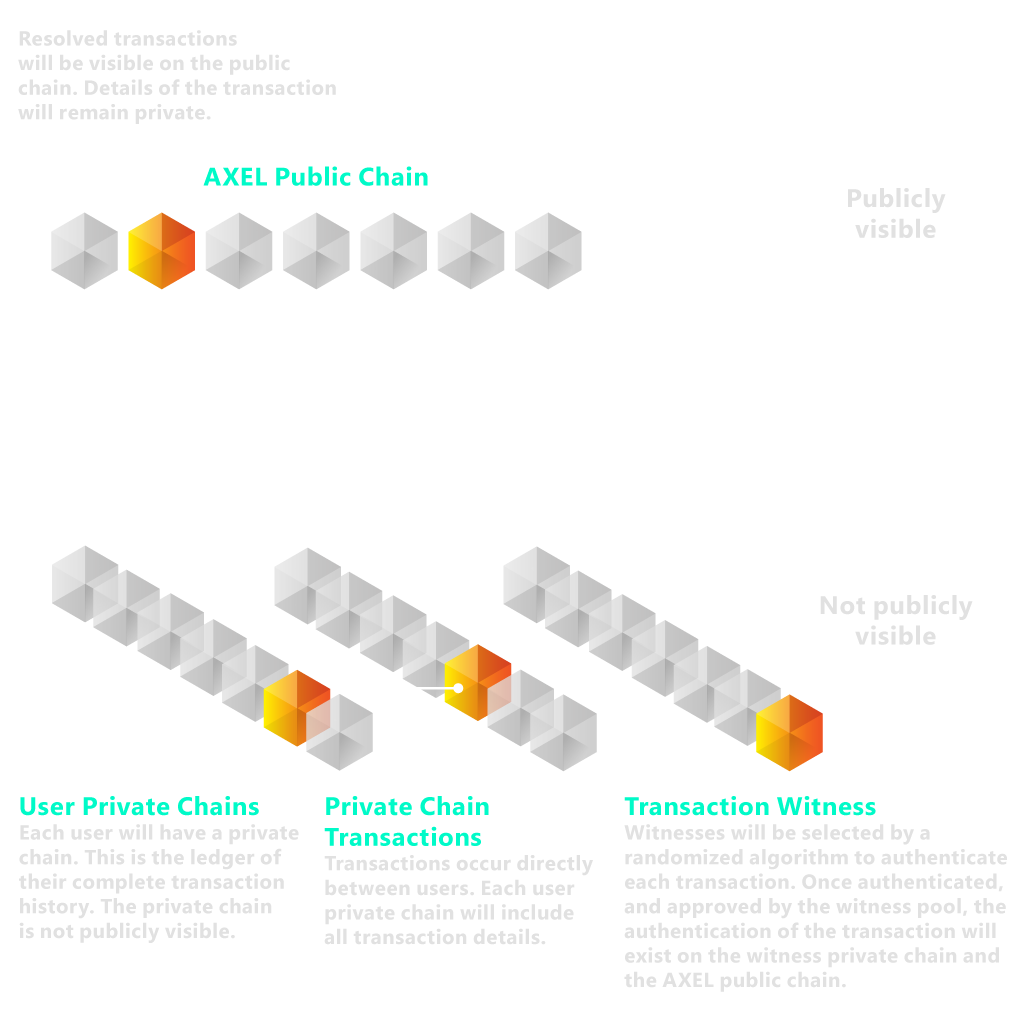 Resolved transactions
will be visible on the public
chain. Details of the transaction
will remain private.
AXEL Public Chain
Publicly
visible
Not publicly
visible
User Private Chains
Each user will have a private
chain. This is the ledger of
their complete transaction
history. The private chain
is not publicly visible.
Private Chain
Transactions
Transactions occur directly
between users. Each user
private chain will include
all transaction details.
Transaction Witness
Witnesses will be selected by a
randomized algorithm to authenticate
each transaction. Once authenticated,
and approved by the witness pool, the
authentication of the transaction will
exist on the witness private chain and
the AXEL public chain.